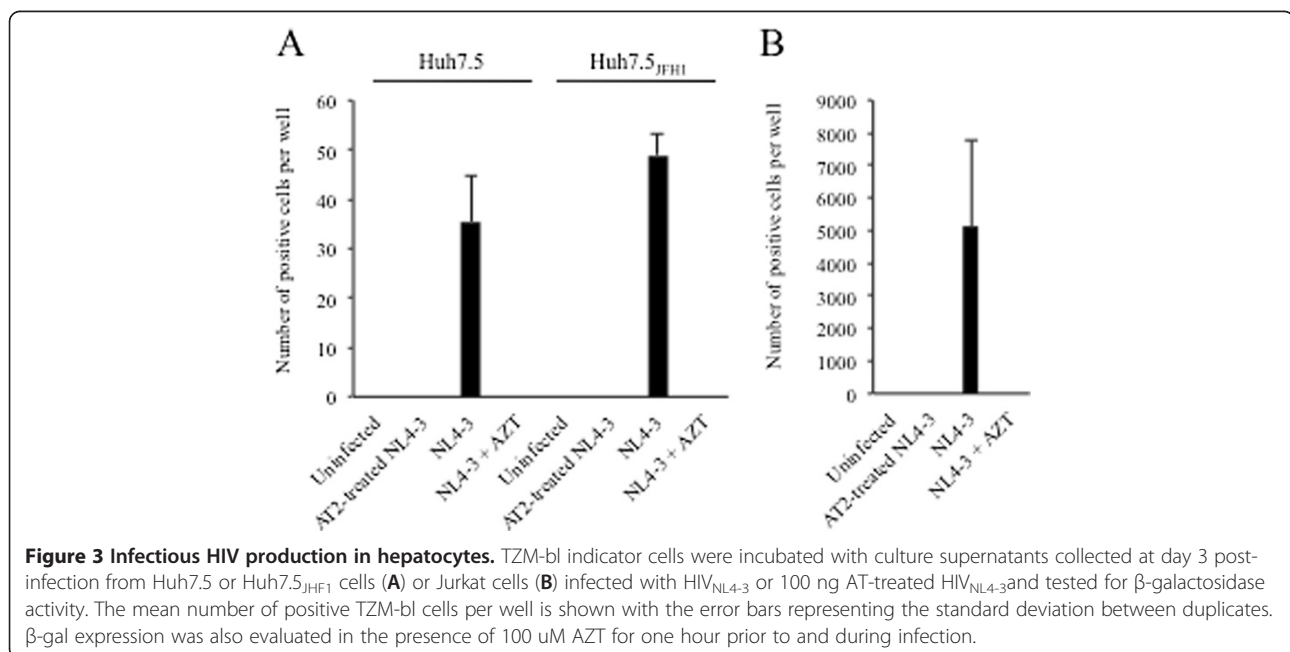 A
B
Huh7.5
Huh7.5JFH1
Number of positive cells per well
60
50
40
30
20
10
0
Uninfected
AT2-treated NL4-3
NL4-3
NL4-3 + AZT
Uninfected
AT2-treated NL4-3
NL4-3
NL4-3 + AZT
Number of positive cells per well
9000
8000
7000
6000
5000
4000
3000
2000
1000
0
Uninfected
AT2-treated NL4-3
NL4-3
NL4-3 + AZT
Figure 3 Infectious HIV production in hepatocytes. TZM-bl indicator cells were incubated with culture supernatants collected at day 3 post-
infection from Huh7.5 or Huh7.5JHF1 cells (A) or Jurkat cells (B) infected with HIVNL4-3 or 100 ng AT-treated HIVNL4-3and tested for β-galactosidase
activity. The mean number of positive TZM-bl cells per well is shown with the error bars representing the standard deviation between duplicates.
β-gal expression was also evaluated in the presence of 100 uM AZT for one hour prior to and during infection.